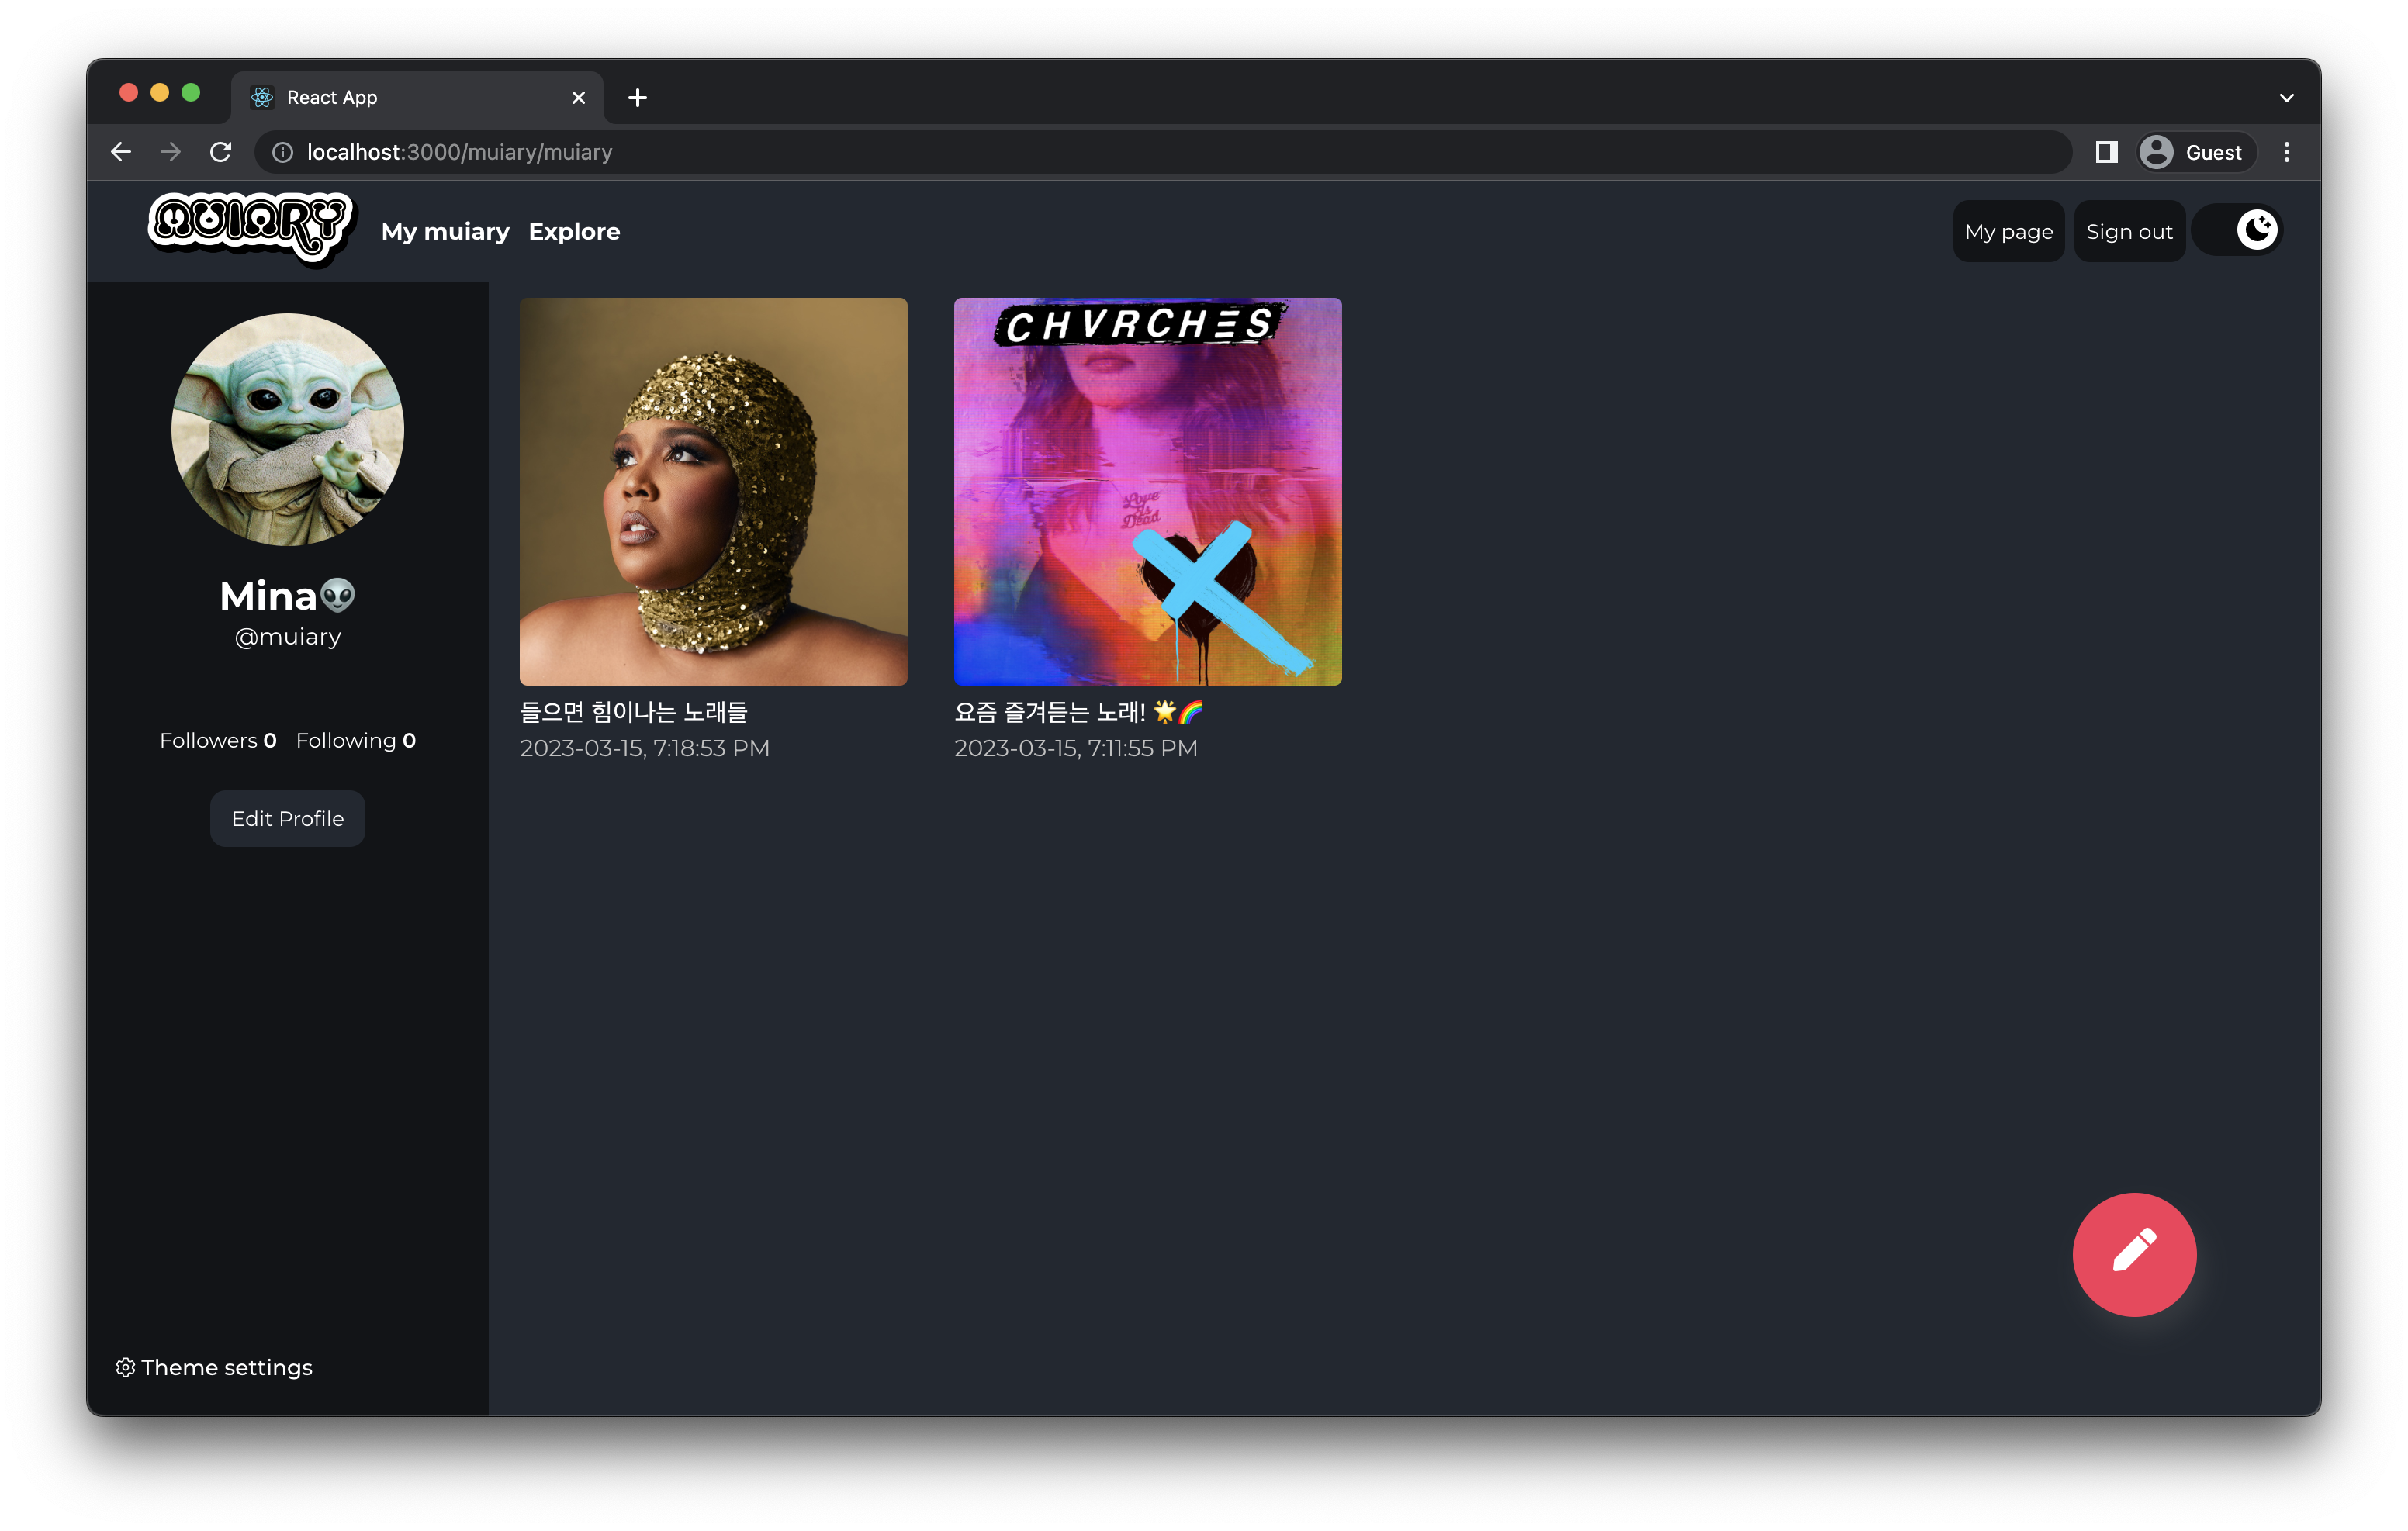 React App
localhost:3000/muiary/muiary
Guest
MUIARY
My muiary Explore
My page Sign out
Mina👽
@muiary
Followers 0 Following 0
Edit Profile
Theme settings
들으면 힘이나는 노래들
2023-03-15, 7:18:53 PM
CHVRCHΞS
Love
Is
Dead
요즘 즐겨듣는 노래! 🌟🌈
2023-03-15, 7:11:55 PM